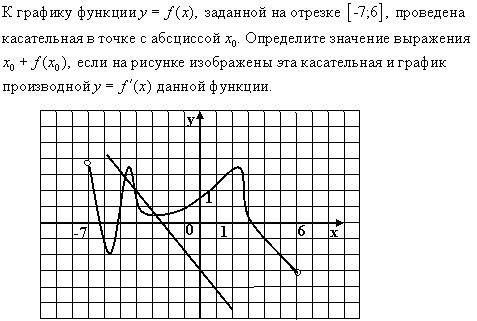 К графику функции y = f(x), заданной на отрезке [-7;6], проведена
касательная в точке с абсциссой x₀. Определите значение выражения
x₀ + f(x₀), если на рисунке изображены эта касательная и график
производной y = f'(x) данной функции.
y
1
-7 0 1 6 x